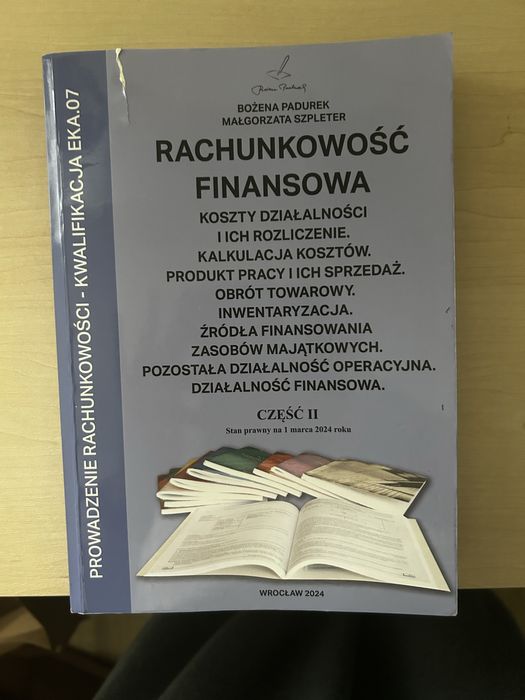 BOŻENA PADUREK
MAŁGORZATA SZPLETER
RACHUNKOWOŚĆ
FINANSOWA
KOSZTY DZIAŁALNOŚCI
I ICH ROZLICZENIE.
KALKULACJA KOSZTÓW.
PRODUKT PRACY I ICH SPRZEDAŻ.
OBRÓT TOWAROWY.
INWENTARYZACJA.
ŹRÓDŁA FINANSOWANIA
ZASOBÓW MAJĄTKOWYCH.
POZOSTAŁA DZIAŁALNOŚĆ OPERACYJNA.
DZIAŁALNOŚĆ FINANSOWA.
CZĘŚĆ II
Stan prawny na 1 marca 2024 roku
WROCŁAW 2024
PROWADZENIE RACHUNKOWOŚCI - KWALIFIKACJA EKA.07